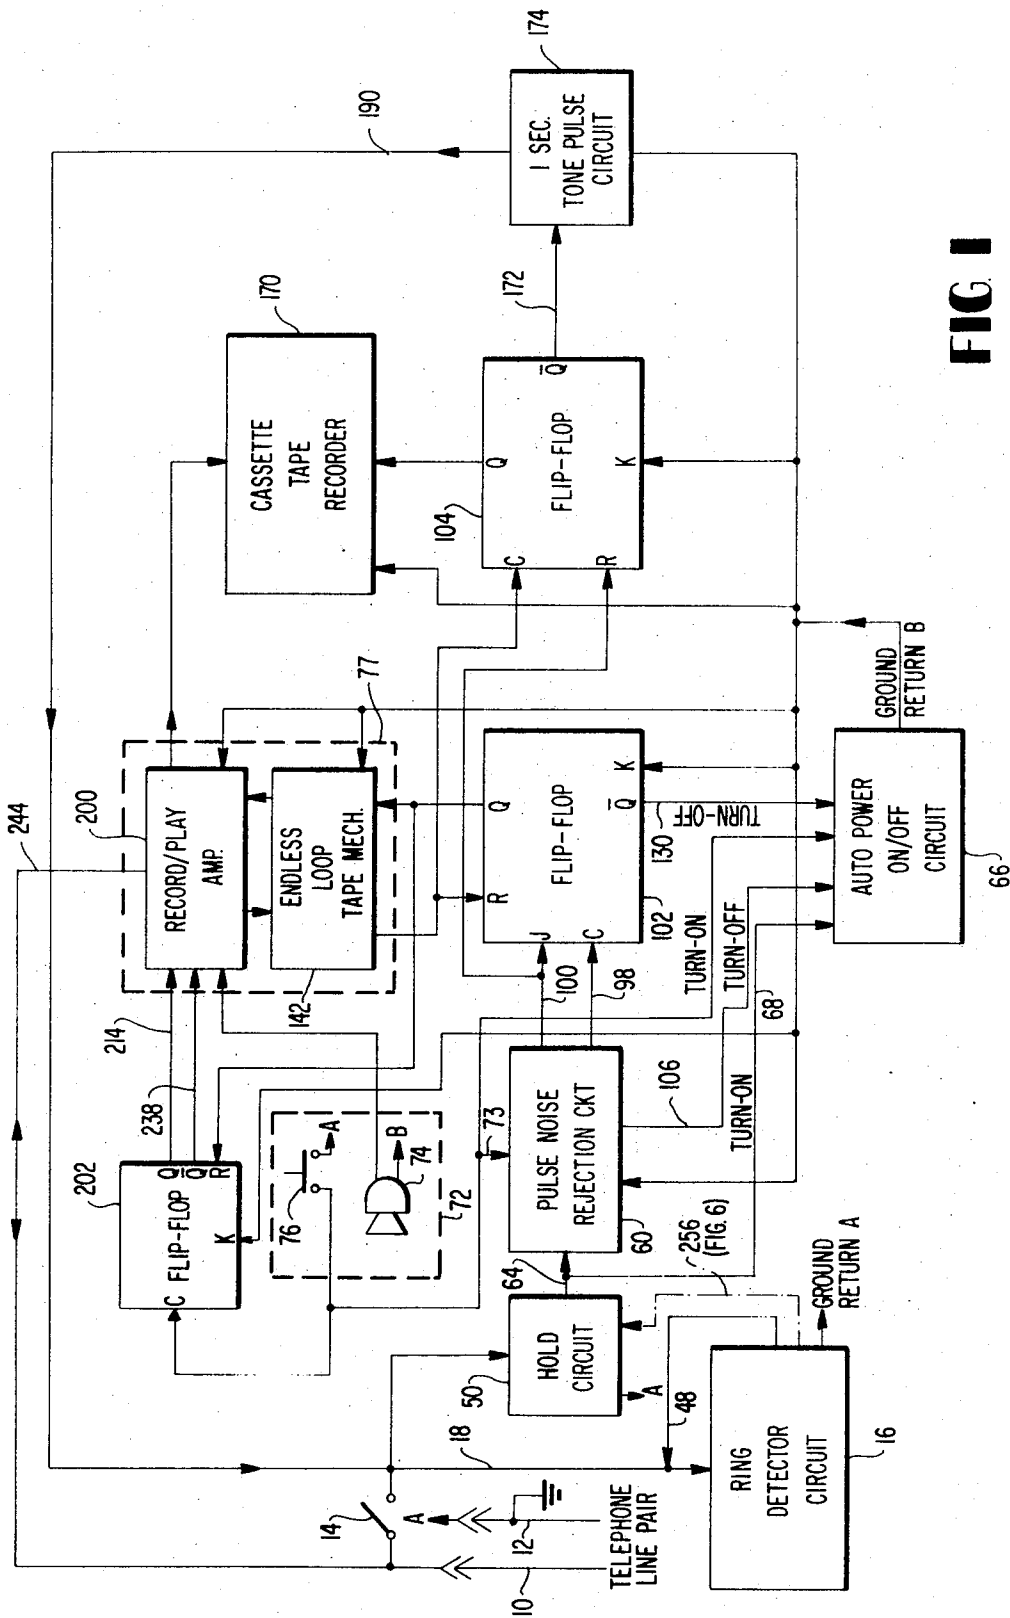 244
190
174
1 SEC.
TONE PULSE
CIRCUIT
200
77
170
RECORD/PLAY
AMP.
CASSETTE
TAPE
RECORDER
172
214
238
202
C
FLIP-FLOP
Q
Q̅
R
K
ENDLESS
LOOP
TAPE MECH.
142
76
A
B
74
72
104
C
Q
Q̅
FLIP-FLOP
R
K
R
Q
FLIP-FLOP
J
C
Q̅
K
102
100
98
130
TURN-OFF
14
18
A
10
12
TELEPHONE
LINE PAIR
50
HOLD
CIRCUIT
A
64
73
PULSE NOISE
REJECTION CKT
60
106
48
256
(FIG. 6)
TURN-ON
68
TURN-OFF
TURN-ON
RING
DETECTOR
CIRCUIT
16
GROUND
RETURN A
AUTO POWER
ON/OFF
CIRCUIT
66
GROUND
RETURN B
FIG 1